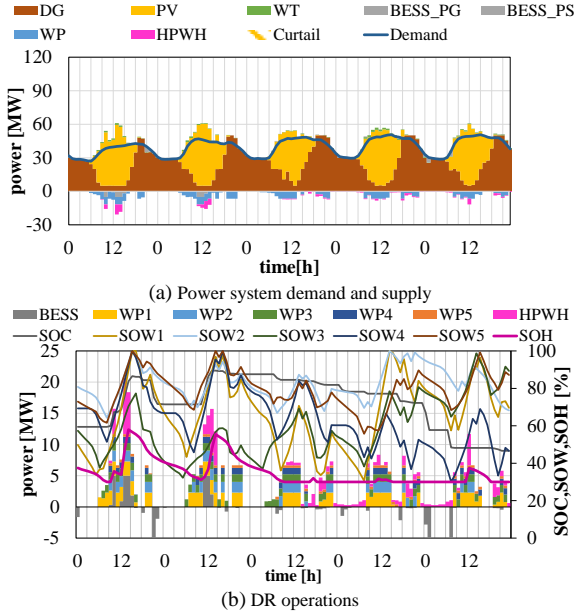 DG PV WT BESS_PG BESS_PS
WP HPWH Curtail Demand
120
90
60
30
0
-30
power [MW]
0 12 0 12 0 12 0 12 0 12
time[h]
(a) Power system demand and supply
BESS WP1 WP2 WP3 WP4 WP5 HPWH
SOC SOW1 SOW2 SOW3 SOW4 SOW5 SOH
25 100
20 80
15 60
10 40
5 20
0 0
-5
power [MW]
SOC,SOW,SOH [%]
0 12 0 12 0 12 0 12 0 12
time [h]
(b) DR operations